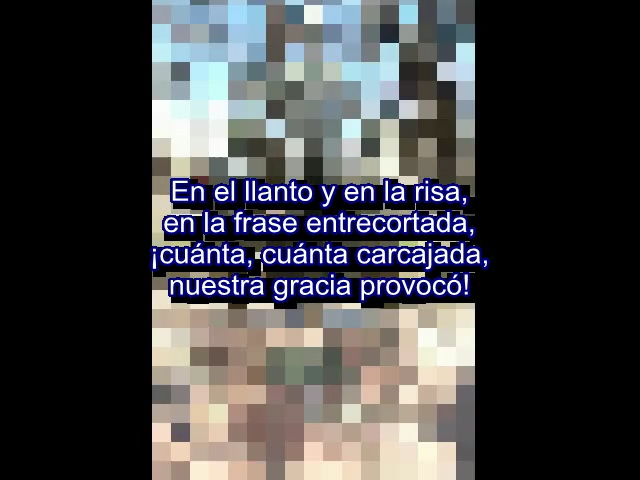 En el llanto y en la risa,
en la frase entrecortada,
¡cuánta, cuánta carcajada,
nuestra gracia provocó!